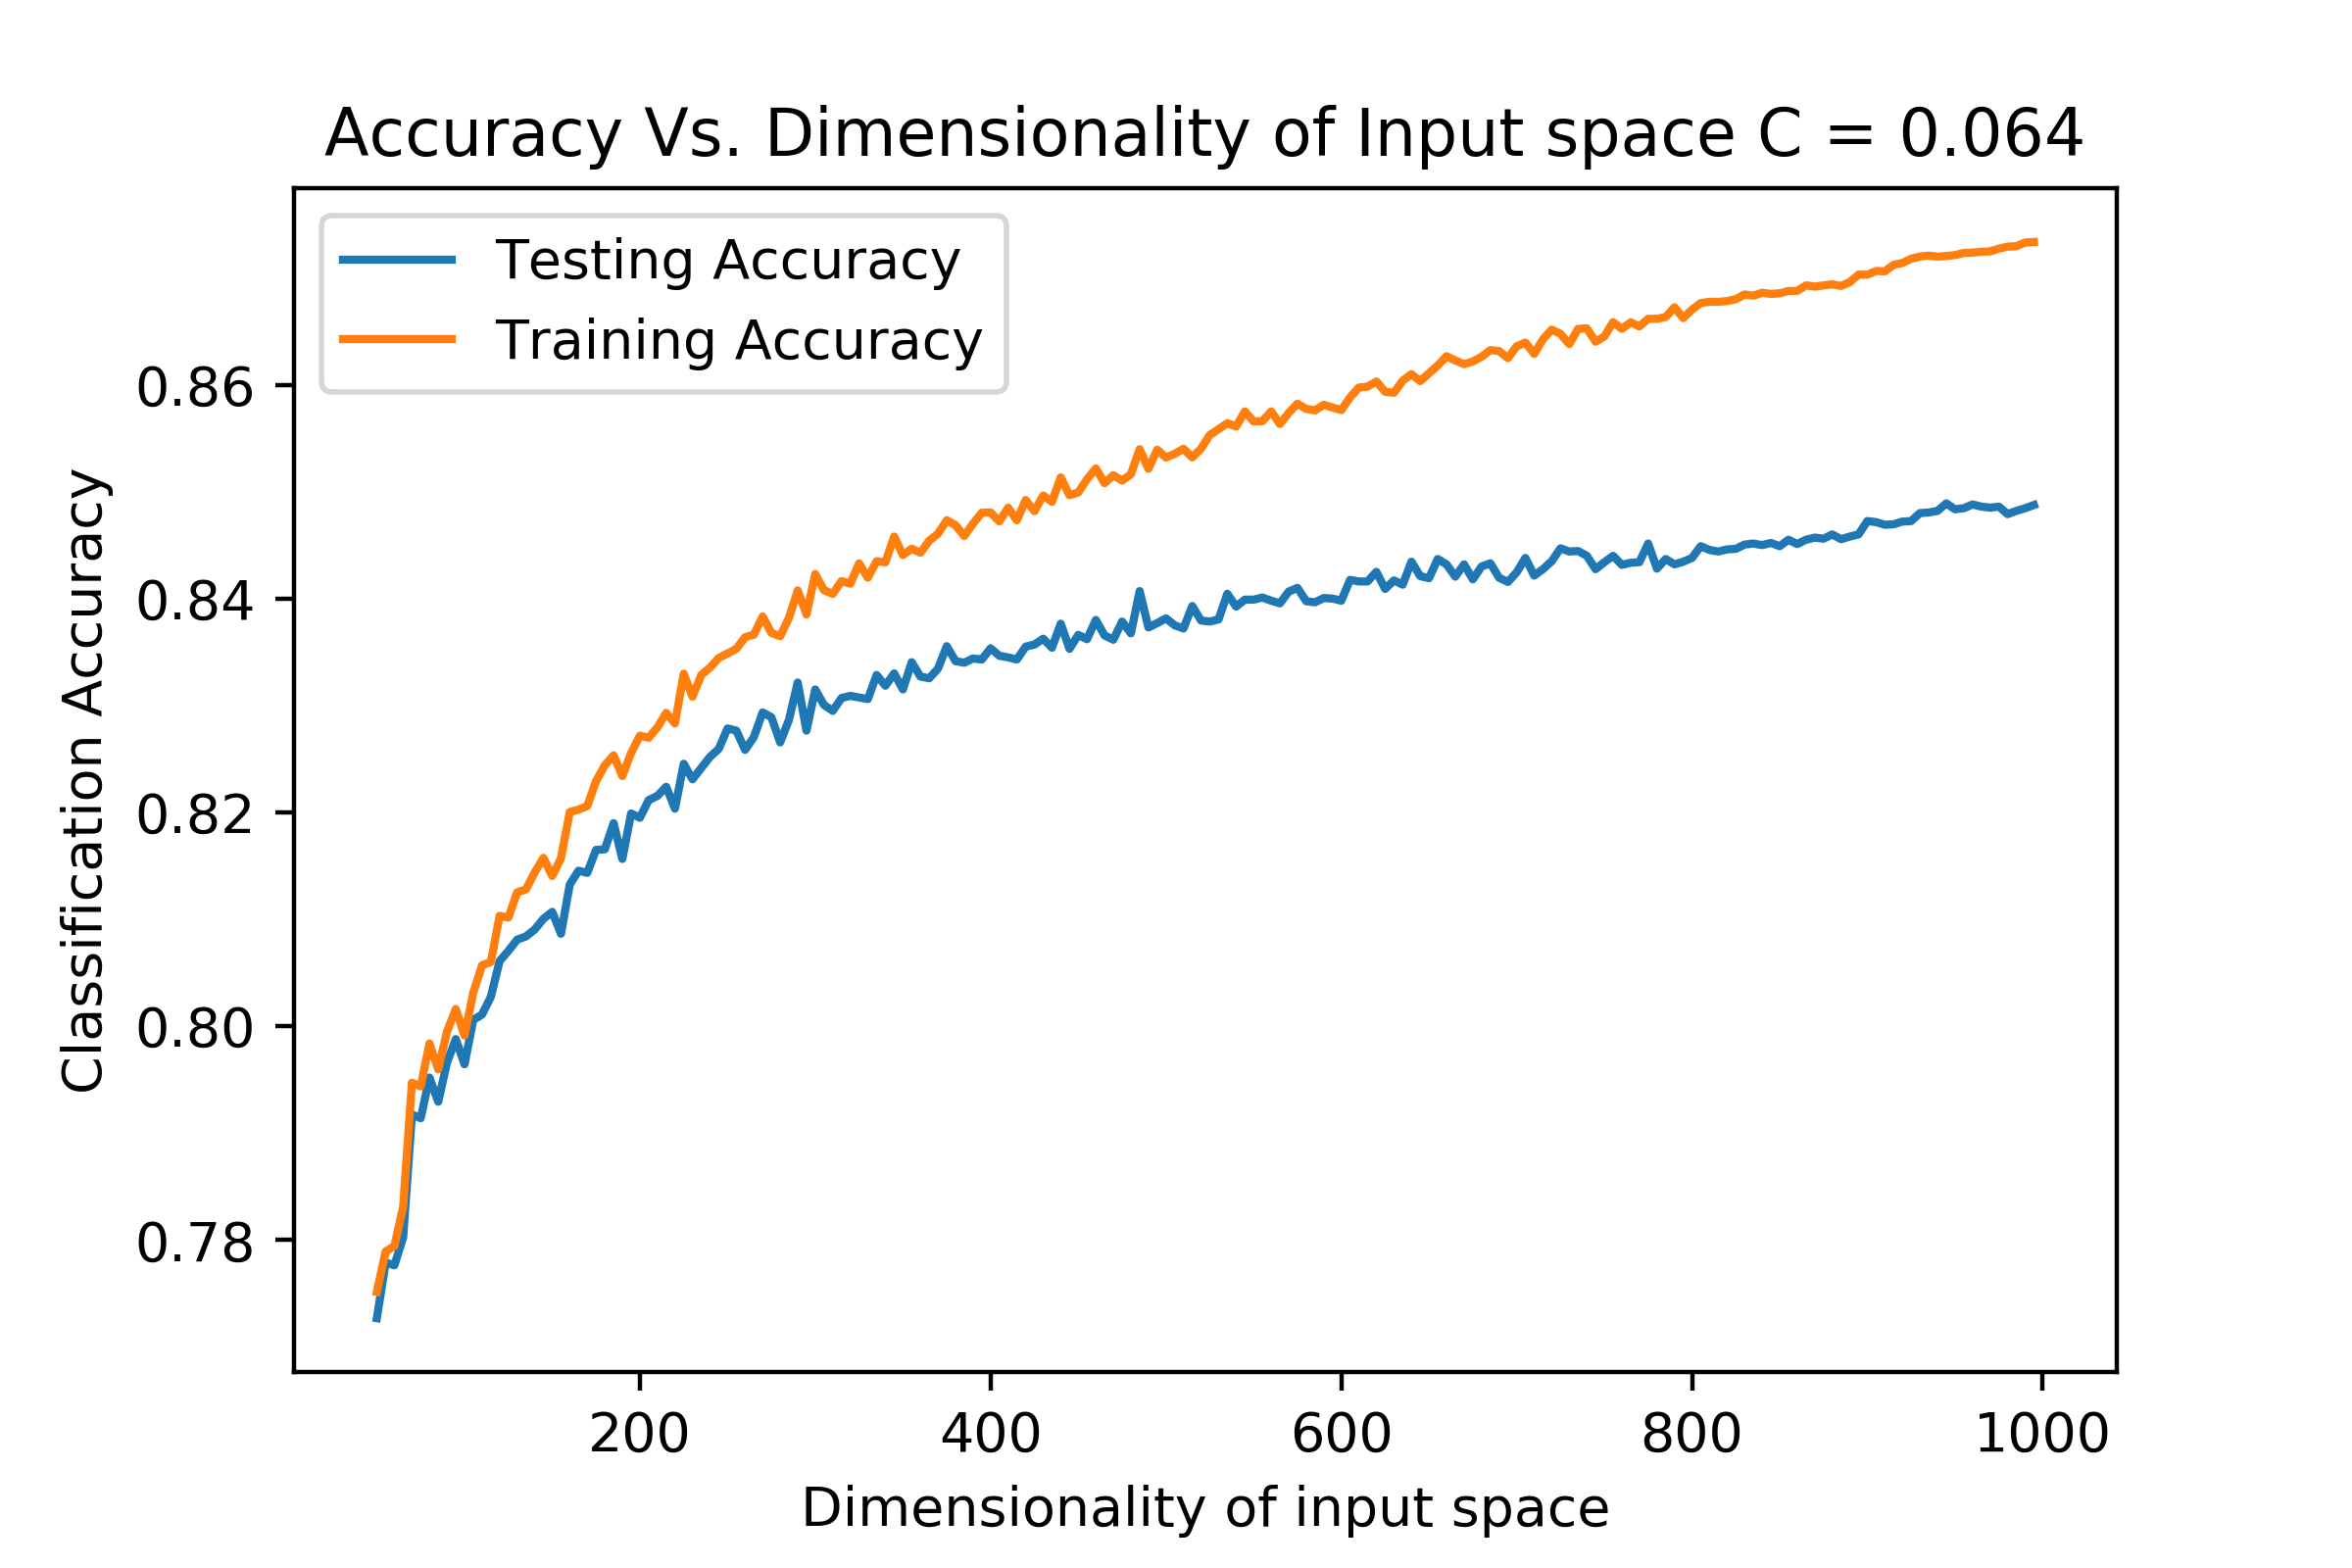 Accuracy Vs. Dimensionality of Input space C = 0.064
Testing Accuracy
Training Accuracy
Classification Accuracy
0.86
0.84
0.82
0.80
0.78
200 400 600 800 1000
Dimensionality of input space